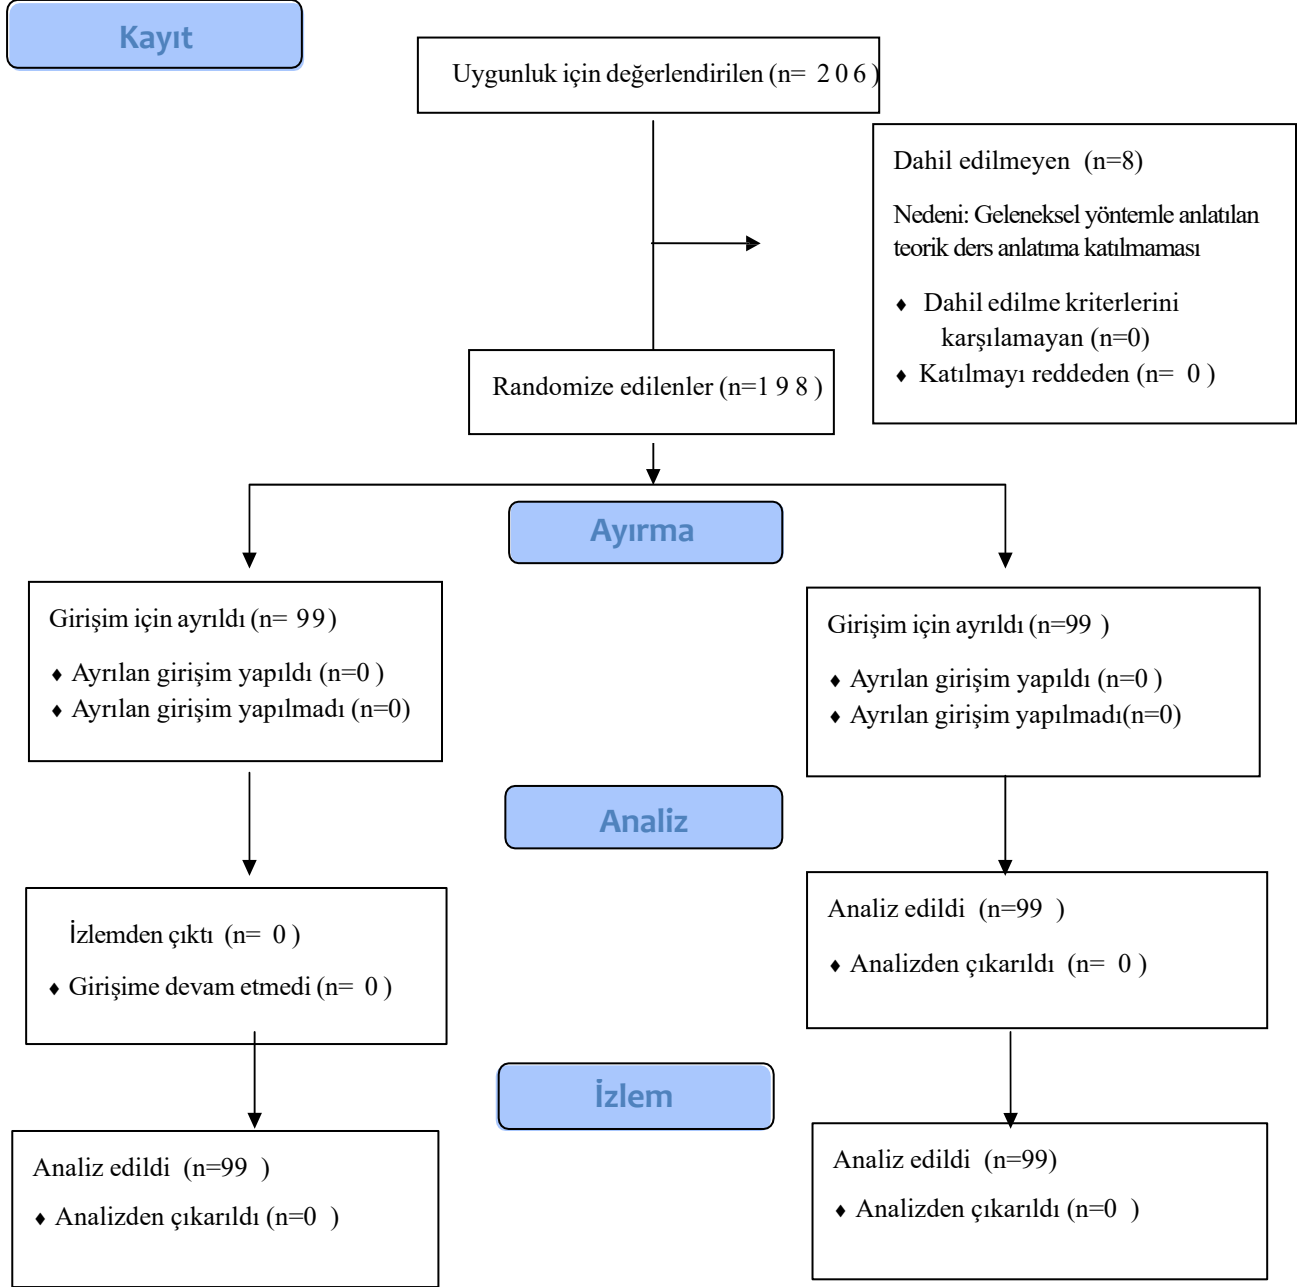 Kayıt
Uygunluk için değerlendirilen (n= 2 0 6 )
Dahil edilmeyen (n=8)
Nedeni: Geleneksel yöntemle anlatılan
teorik ders anlatıma katılmaması
♦ Dahil edilme kriterlerini
karşılamayan (n=0)
♦ Katılmayı reddeden (n= 0 )
Randomize edilenler (n=1 9 8 )
Ayırma
Girişim için ayrıldı (n= 99)
♦ Ayrılan girişim yapıldı (n=0 )
♦ Ayrılan girişim yapılmadı (n=0)
Girişim için ayrıldı (n=99 )
♦ Ayrılan girişim yapıldı (n=0 )
♦ Ayrılan girişim yapılmadı(n=0)
Analiz
İzlemden çıktı (n= 0 )
♦ Girişime devam etmedi (n= 0 )
Analiz edildi (n=99 )
♦ Analizden çıkarıldı (n= 0 )
İzlem
Analiz edildi (n=99 )
♦ Analizden çıkarıldı (n=0 )
Analiz edildi (n=99)
♦ Analizden çıkarıldı (n=0 )